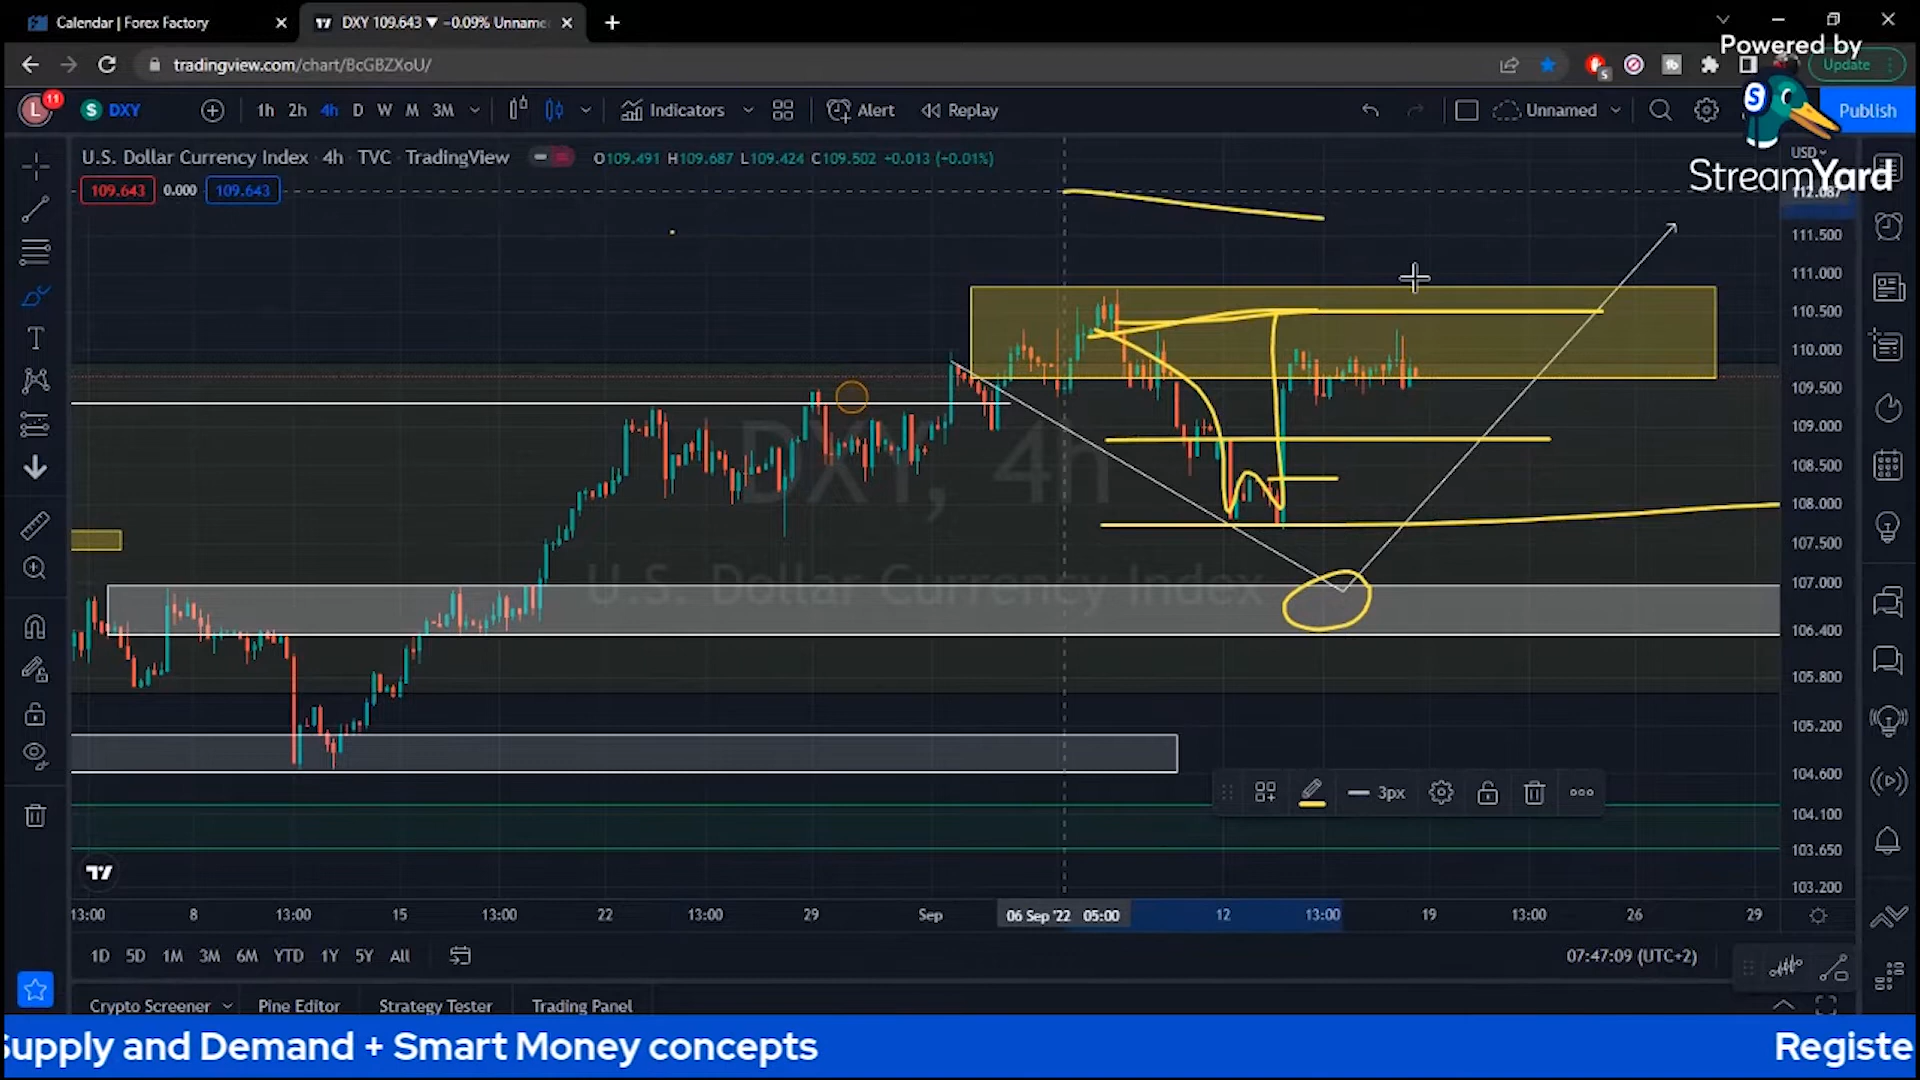 Calendar | Forex Factory
DXY 109.643 ▼ −0.09% Unname
Powered by
tradingview.com/chart/BcGBZXoU/
Update
L 11 S DXY 1h 2h 4h D W M 3M Indicators Alert Replay Unnamed Publish
U.S. Dollar Currency Index · 4h · TVC · TradingView O109.491 H109.687 L109.424 C109.502 +0.013 (+0.01%)
USD
StreamYard
109.643 0.000 109.643
112.087
111.500
111.000
110.500
110.000
109.500
109.000
108.500
108.000
107.500
107.000
106.400
105.800
105.200
104.600
104.100
103.650
103.200
DXY, 4h
U.S. Dollar Currency Index
3px
13:00 8 13:00 15 13:00 22 13:00 29 Sep 06 Sep '22 05:00 12 13:00 19 13:00 26 29
1D 5D 1M 3M 6M YTD 1Y 5Y All 07:47:09 (UTC+2)
Crypto Screener Pine Editor Strategy Tester Trading Panel
Supply and Demand + Smart Money concepts Registe